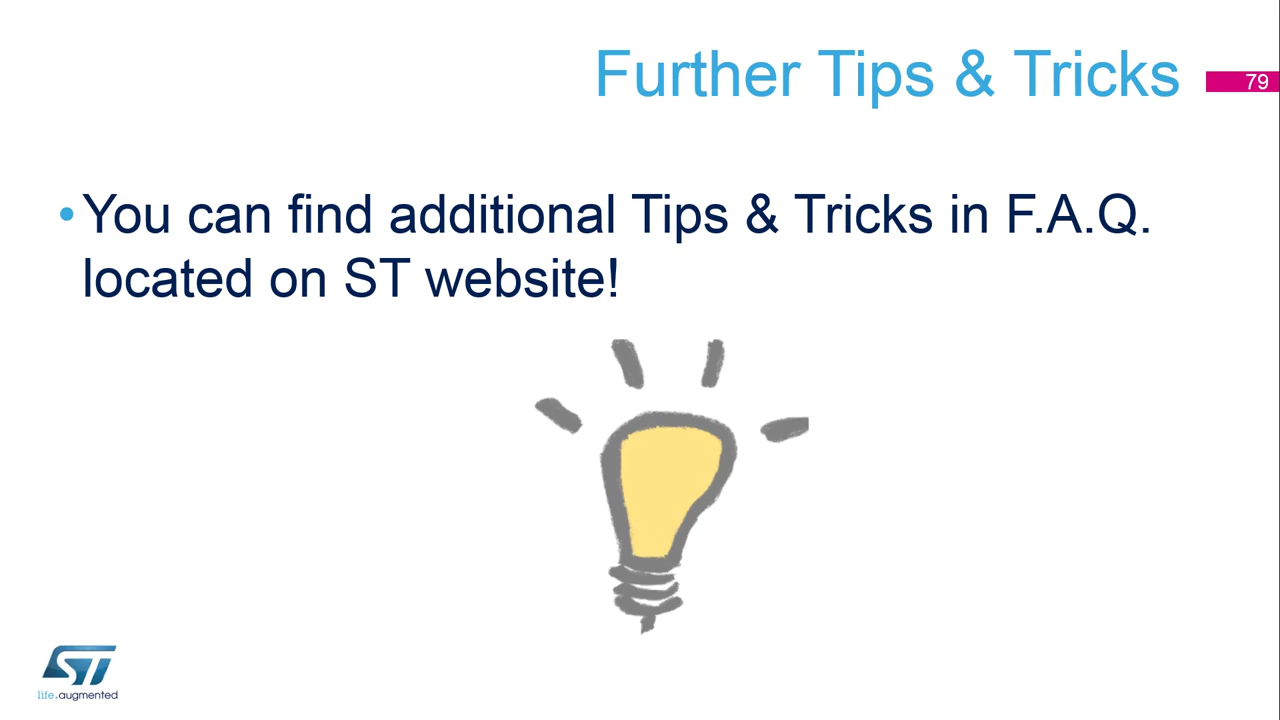 Further Tips & Tricks
79
•You can find additional Tips & Tricks in F.A.Q.
located on ST website!
ST
life.augmented